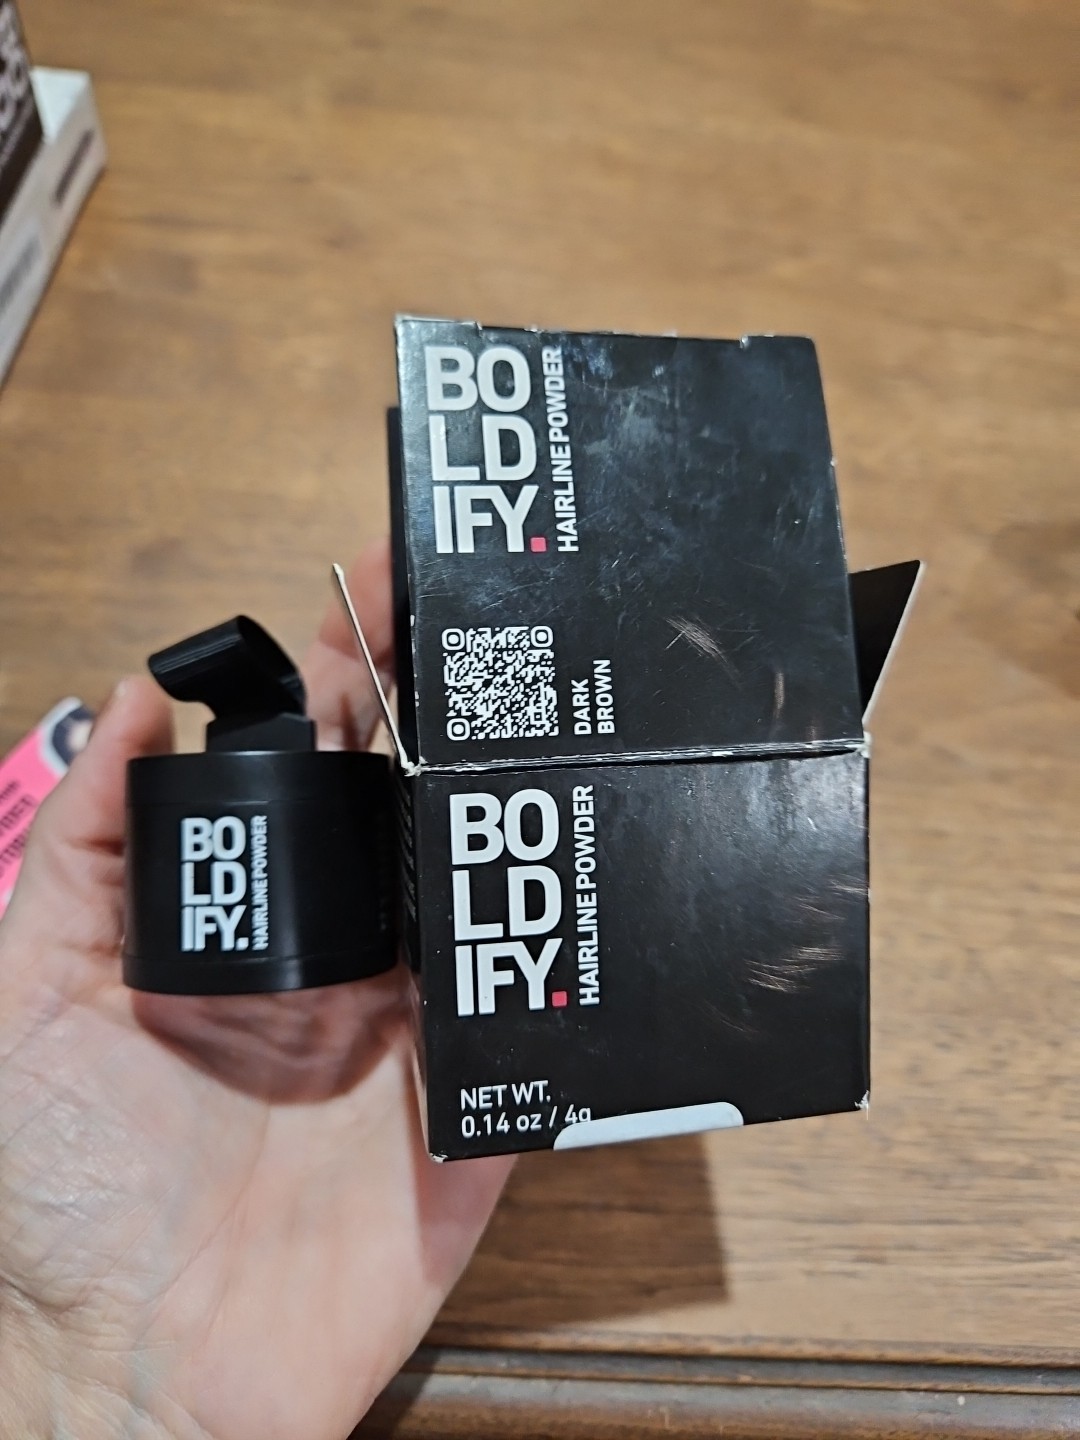 BO
LD
IFY.
HAIRLINE POWDER
DARK
BROWN
BO
LD
IFY.
HAIRLINE POWDER
NET WT.
0.14 oz / 4g
BO
LD
IFY.
HAIRLINE POWDER